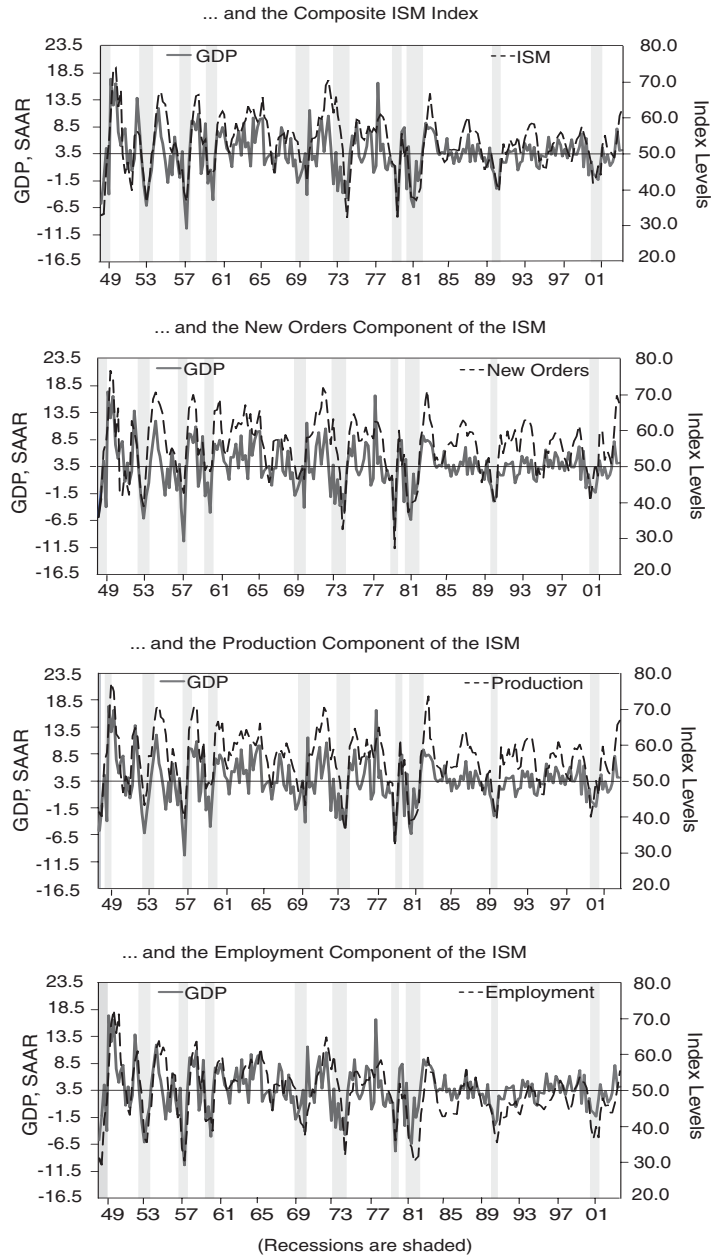 ... and the Composite ISM Index
GDP
ISM
GDP, SAAR
23.5
18.5
13.5
8.5
3.5
-1.5
-6.5
-11.5
-16.5
80.0
70.0
60.0
50.0
40.0
30.0
20.0
Index Levels
49 53 57 61 65 69 73 77 81 85 89 93 97 01
... and the New Orders Component of the ISM
GDP
New Orders
GDP, SAAR
23.5
18.5
13.5
8.5
3.5
-1.5
-6.5
-11.5
-16.5
80.0
70.0
60.0
50.0
40.0
30.0
20.0
Index Levels
49 53 57 61 65 69 73 77 81 85 89 93 97 01
... and the Production Component of the ISM
GDP
Production
GDP, SAAR
23.5
18.5
13.5
8.5
3.5
-1.5
-6.5
-11.5
-16.5
80.0
70.0
60.0
50.0
40.0
30.0
20.0
Index Levels
49 53 57 61 65 69 73 77 81 85 89 93 97 01
... and the Employment Component of the ISM
GDP
Employment
GDP, SAAR
23.5
18.5
13.5
8.5
3.5
-1.5
-6.5
-11.5
-16.5
80.0
70.0
60.0
50.0
40.0
30.0
20.0
Index Levels
49 53 57 61 65 69 73 77 81 85 89 93 97 01
(Recessions are shaded)